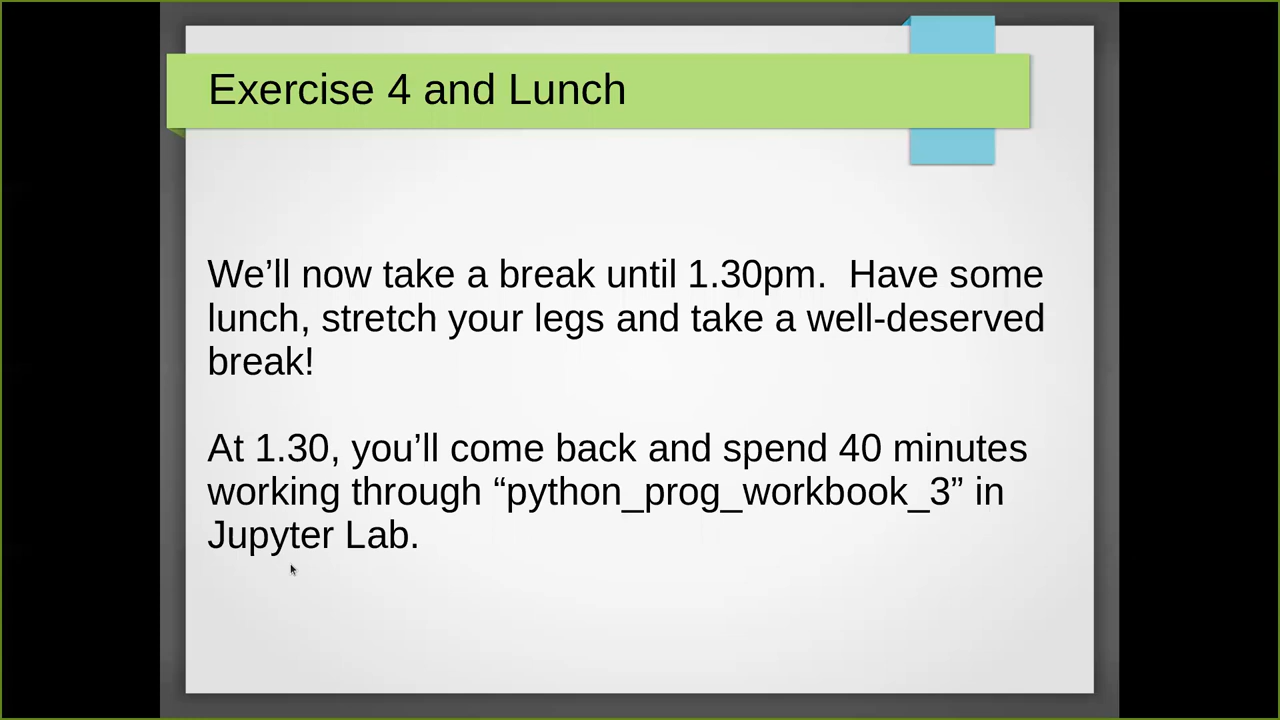 Exercise 4 and Lunch
We’ll now take a break until 1.30pm.  Have some
lunch, stretch your legs and take a well-deserved
break!
At 1.30, you’ll come back and spend 40 minutes
working through “python_prog_workbook_3” in
Jupyter Lab.